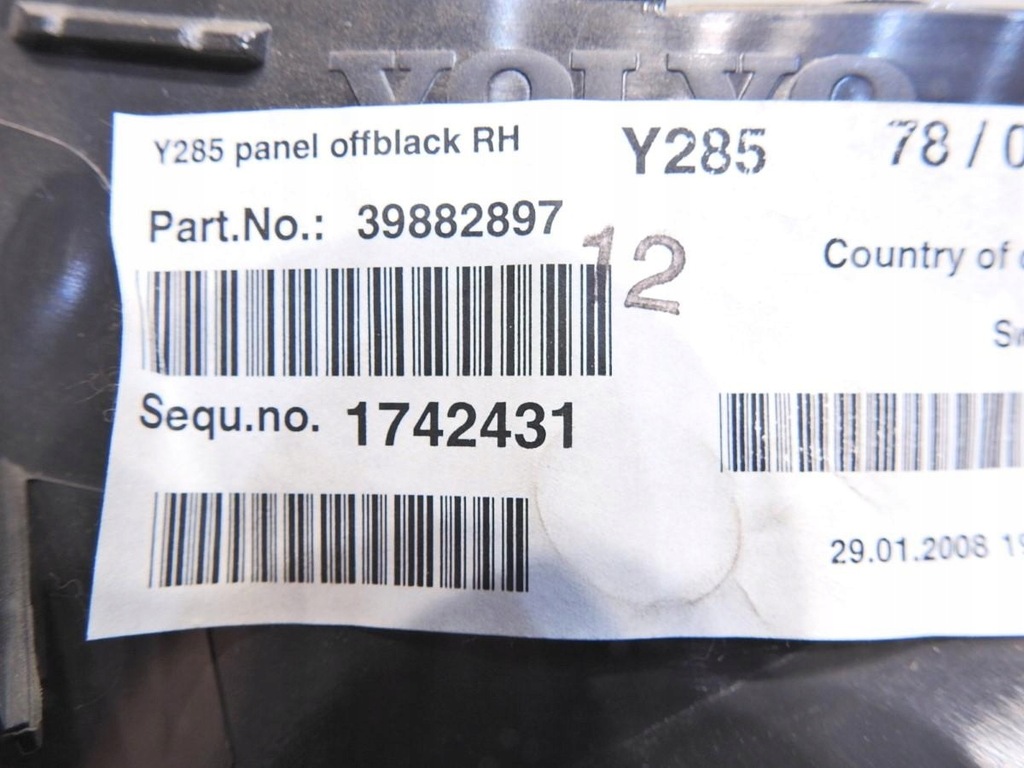 VOLVO
Y285 panel offblack RH
Y285
78 / 0
Part.No.: 39882897
12
Country of
Sequ.no. 1742431
29.01.2008